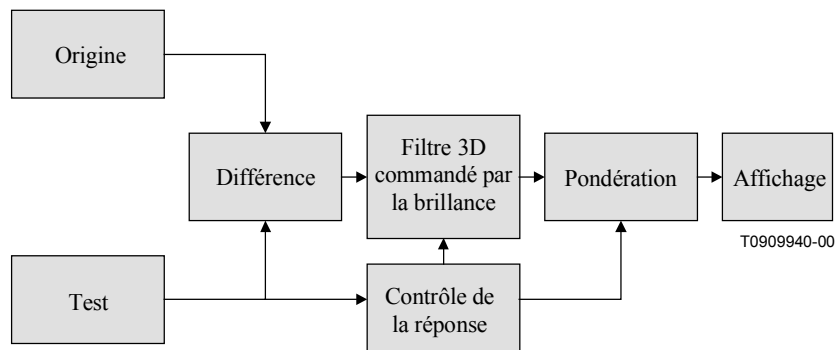 Origine
Différence
Filtre 3D
commandé par
la brillance
Pondération
Affichage
T0909940-00
Test
Contrôle de
la réponse